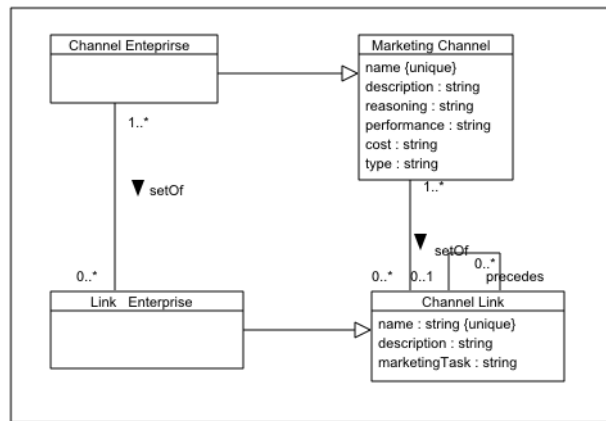 Channel Enteprirse
Marketing Channel
name {unique}
description : string
reasoning : string
performance : string
cost : string
type : string
1..*
1..*
setOf
setOf
0..*
0..*
0..*
0..1
precedes
Link Enterprise
Channel Link
name : string {unique}
description : string
marketingTask : string